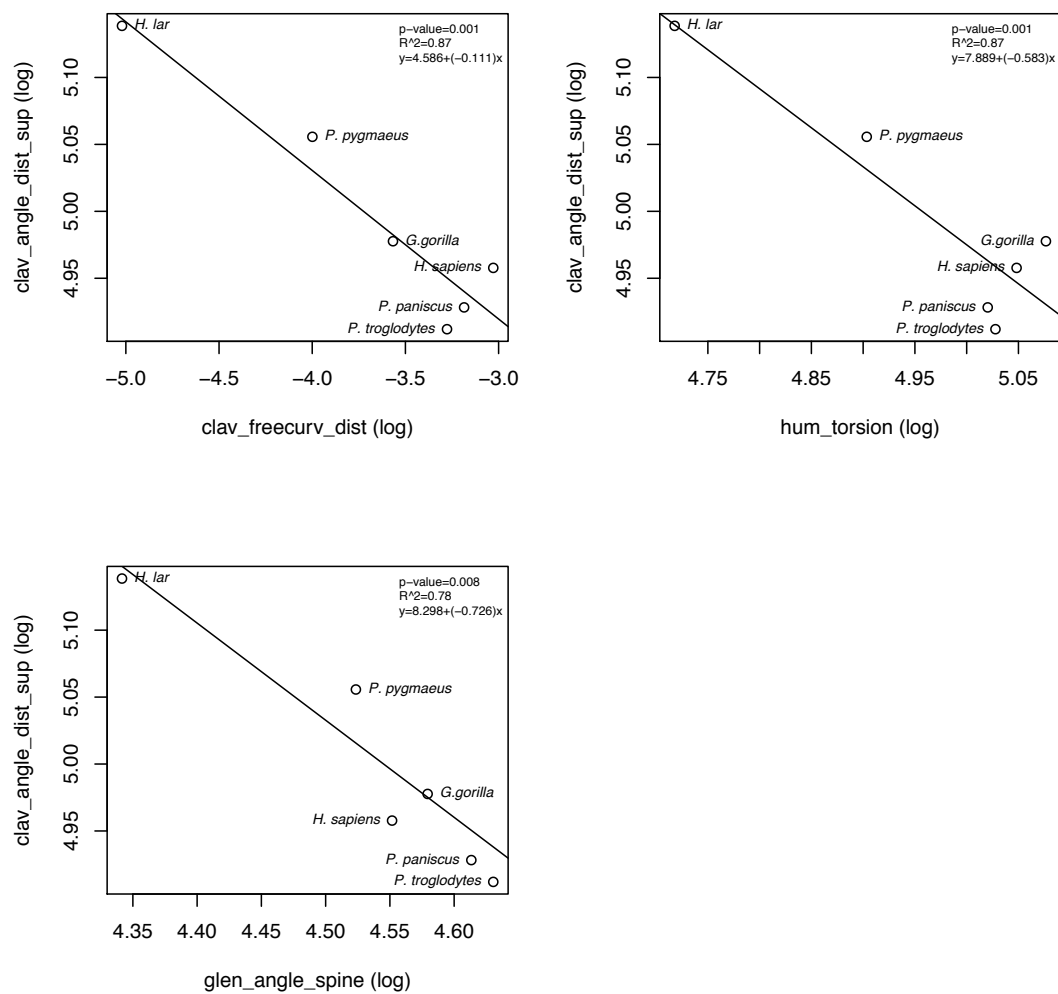 H. lar
p-value=0.001
R^2=0.87
y=4.586+(-0.111)x
P. pygmaeus
G.gorilla
H. sapiens
P. paniscus
P. troglodytes
clav_angle_dist_sup (log)
5.10
5.05
5.00
4.95
-5.0 -4.5 -4.0 -3.5 -3.0
clav_freecurv_dist (log)
H. lar
p-value=0.001
R^2=0.87
y=7.889+(-0.583)x
P. pygmaeus
G.gorilla
H. sapiens
P. paniscus
P. troglodytes
clav_angle_dist_sup (log)
5.10
5.05
5.00
4.95
4.75 4.85 4.95 5.05
hum_torsion (log)
H. lar
p-value=0.008
R^2=0.78
y=8.298+(-0.726)x
P. pygmaeus
G.gorilla
H. sapiens
P. paniscus
P. troglodytes
clav_angle_dist_sup (log)
5.10
5.05
5.00
4.95
4.35 4.40 4.45 4.50 4.55 4.60
glen_angle_spine (log)